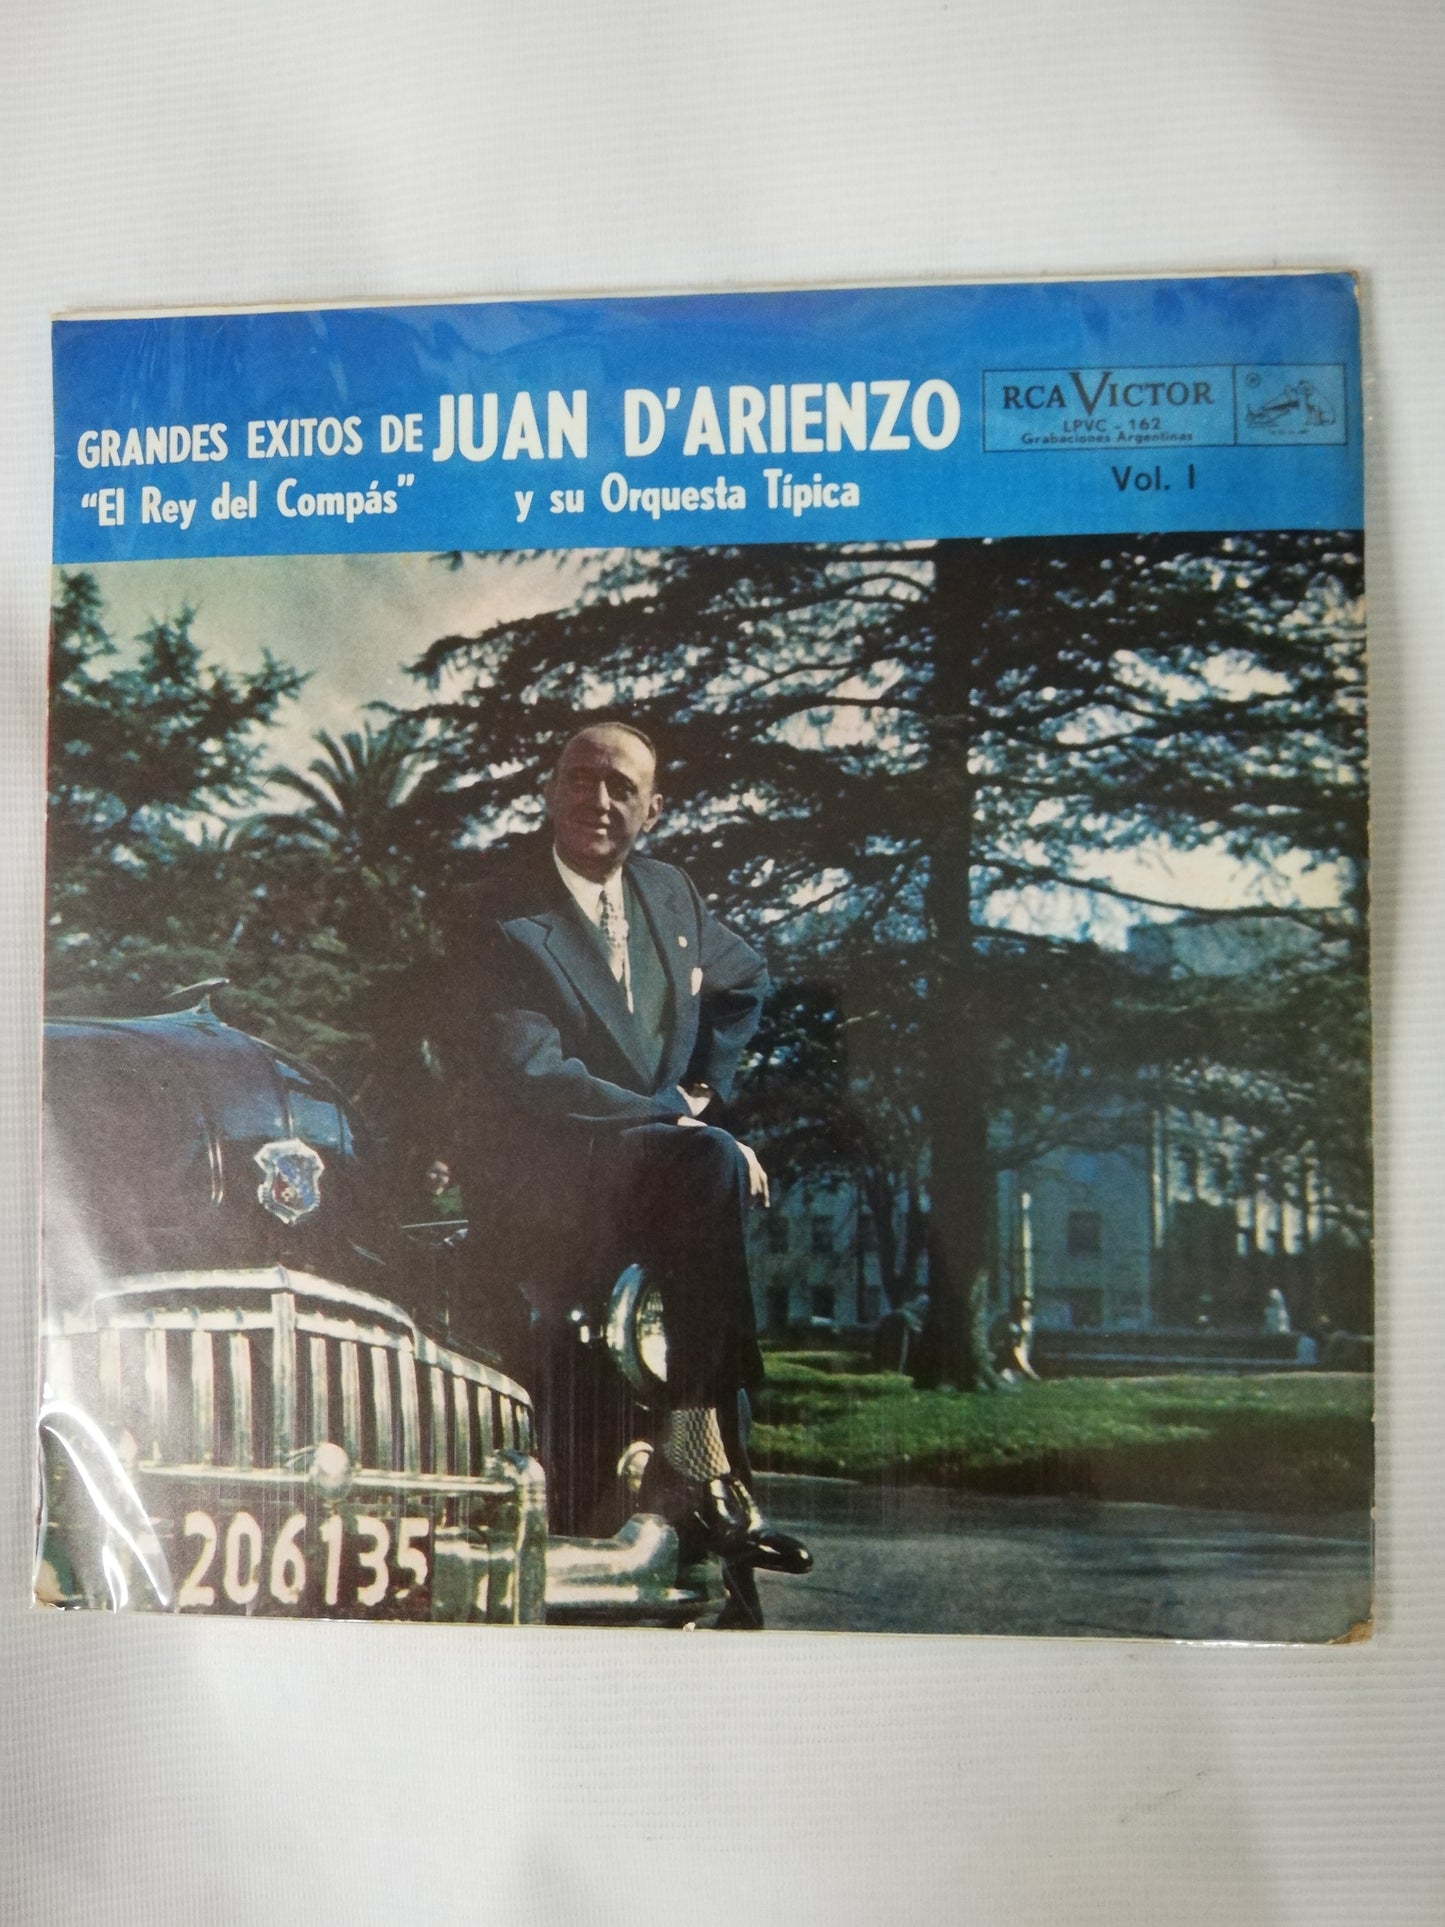 GRANDES EXITOS DE JUAN D'ARIENZO
"El Rey del Compás" y su Orquesta Típica
RCA VICTOR
LPVC - 162
Grabaciones Argentinas
Vol. I
206135